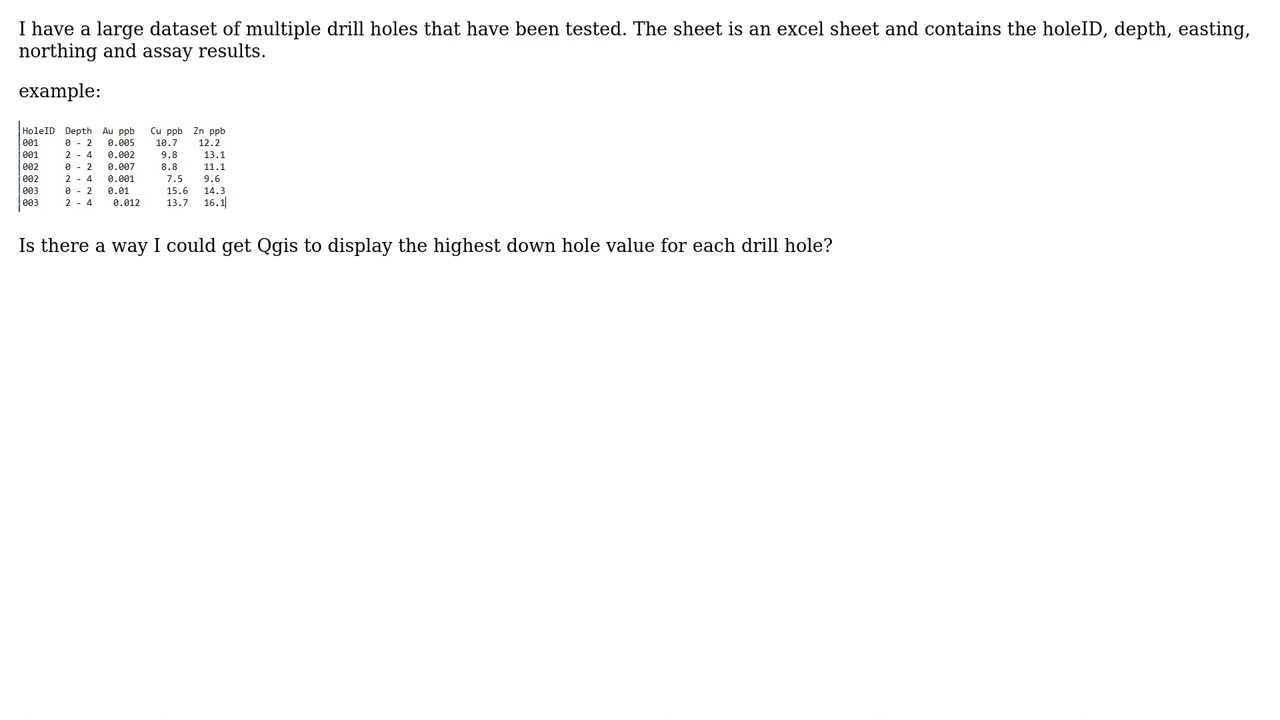 I have a large dataset of multiple drill holes that have been tested. The sheet is an excel sheet and contains the holeID, depth, easting,
northing and assay results.
example:
HoleID Depth Au ppb Cu ppb Zn ppb
001 0 - 2 0.005 10.7 12.2
001 2 - 4 0.002 9.8 13.1
002 0 - 2 0.007 8.8 11.1
002 2 - 4 0.001 7.5 9.6
003 0 - 2 0.01 15.6 14.3
003 2 - 4 0.012 13.7 16.1
Is there a way I could get Qgis to display the highest down hole value for each drill hole?